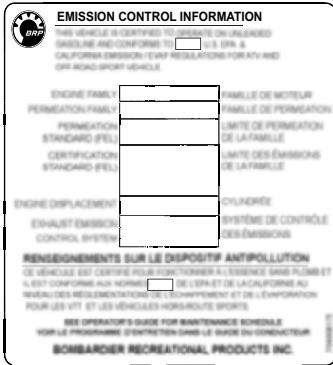 BRP
EMISSION CONTROL INFORMATION
THIS VEHICLE IS CERTIFIED TO OPERATE ON UNLEADED
GASOLINE AND CONFORMS TO U.S. EPA &
CALIFORNIA EMISSION / EVAP REGULATIONS FOR ATV AND
OFF-ROAD SPORT VEHICLE.
ENGINE FAMILY FAMILLE DE MOTEUR
PERMEATION FAMILY FAMILLE DE PERMEATION
PERMEATION LIMITE DE PERMEATION
STANDARD (FEL) DE LA FAMILLE
CERTIFICATION LIMITE DES ÉMISSIONS
STANDARD (FEL) DE LA FAMILLE
ENGINE DISPLACEMENT CYLINDRÉE
EXHAUST EMISSION SYSTÈME DE CONTRÔLE
CONTROL SYSTEM DES ÉMISSIONS
RENSEIGNEMENTS SUR LE DISPOSITIF ANTIPOLLUTION
CE VÉHICULE EST CERTIFIÉ POUR FONCTIONNER À L'ESSENCE SANS PLOMB ET
IL EST CONFORME AUX NORMES DE L'EPA ET DE LA CALIFORNIE AU
NIVEAU DES RÉGLEMENTATIONS DE L'ÉCHAPPEMENT ET DE L'ÉVAPORATION
POUR LES VTT ET LES VÉHICULES HORS-ROUTE SPORTS.
SEE OPERATOR'S GUIDE FOR MAINTENANCE SCHEDULE
VOIR LE PROGRAMME D'ENTRETIEN DANS LE GUIDE DU CONDUCTEUR
BOMBARDIER RECREATIONAL PRODUCTS INC.